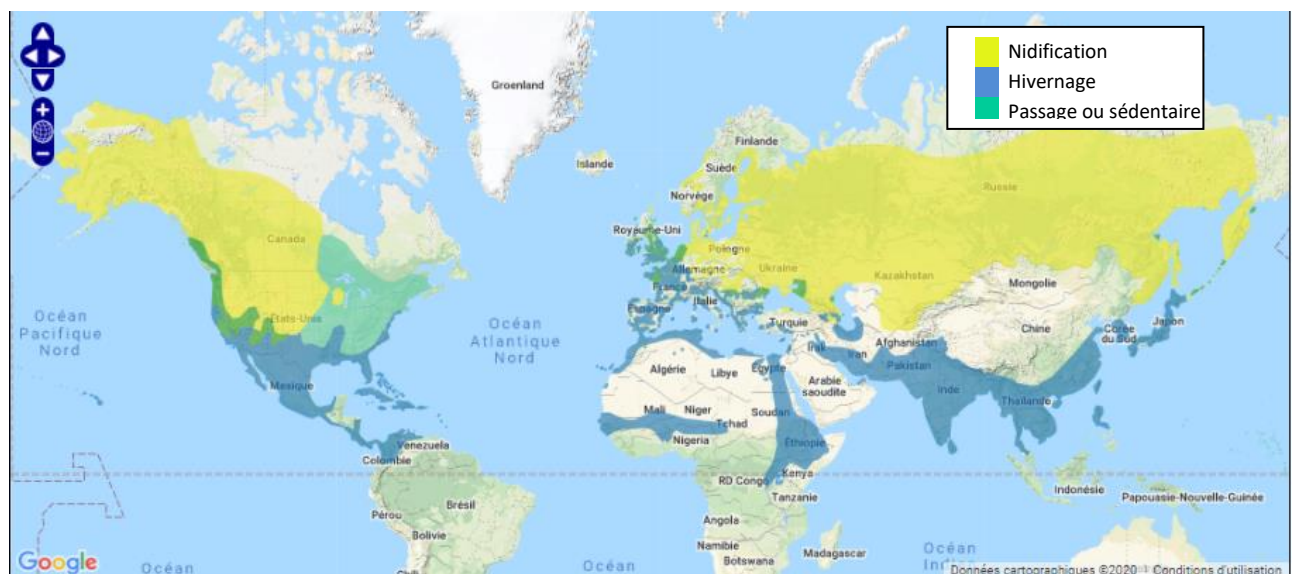 Nidification
Hivernage
Passage ou sédentaire
Groenland
Islande
Finlande
Suède
Norvège
Russie
Royaume-Uni
Canada
Pologne
Allemagne
Ukraine
Kazakhstan
Mongolie
France
Italie
Océan
Pacifique
Nord
États-Unis
Océan
Atlantique
Nord
Espagne
Turquie
Chine
Corée
du Sud
Japon
Afghanistan
Irak
Iran
Pakistan
Mexique
Algérie
Libye
Égypte
Arabie
saoudite
Inde
Thaïlande
Mali
Niger
Tchad
Soudan
Nigeria
Éthiopie
Venezuela
Colombie
Kenya
RD Congo
Tanzanie
Indonésie
Papouasie-Nouvelle-Guinée
Brésil
Pérou
Bolivie
Angola
Namibie
Botswana
Madagascar
Océan
Google
Océan
Océan
Données cartographiques ©2020
Conditions d'utilisation